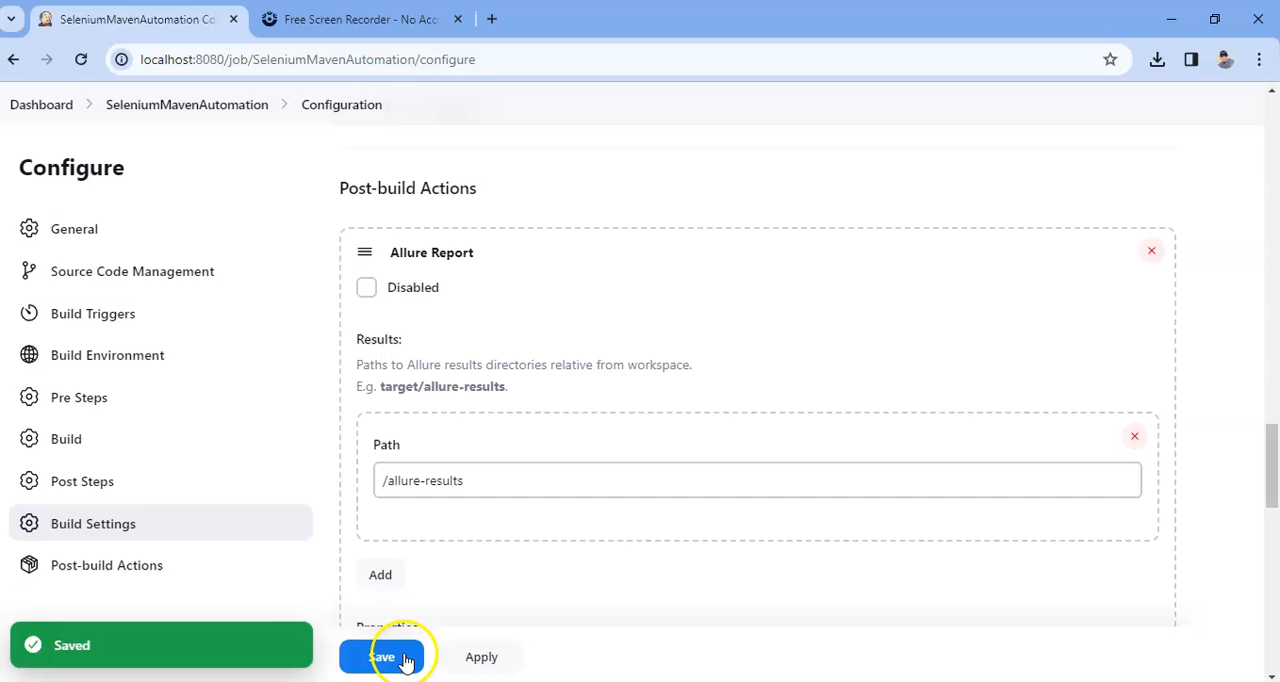 SeleniumMavenAutomation Co
Free Screen Recorder - No Acc
localhost:8080/job/SeleniumMavenAutomation/configure
Dashboard SeleniumMavenAutomation Configuration
Configure
General
Source Code Management
Build Triggers
Build Environment
Pre Steps
Build
Post Steps
Build Settings
Post-build Actions
Saved
Post-build Actions
Allure Report
Disabled
Results:
Paths to Allure results directories relative from workspace.
E.g. target/allure-results.
Path
/allure-results
Add
Properties
Save Apply